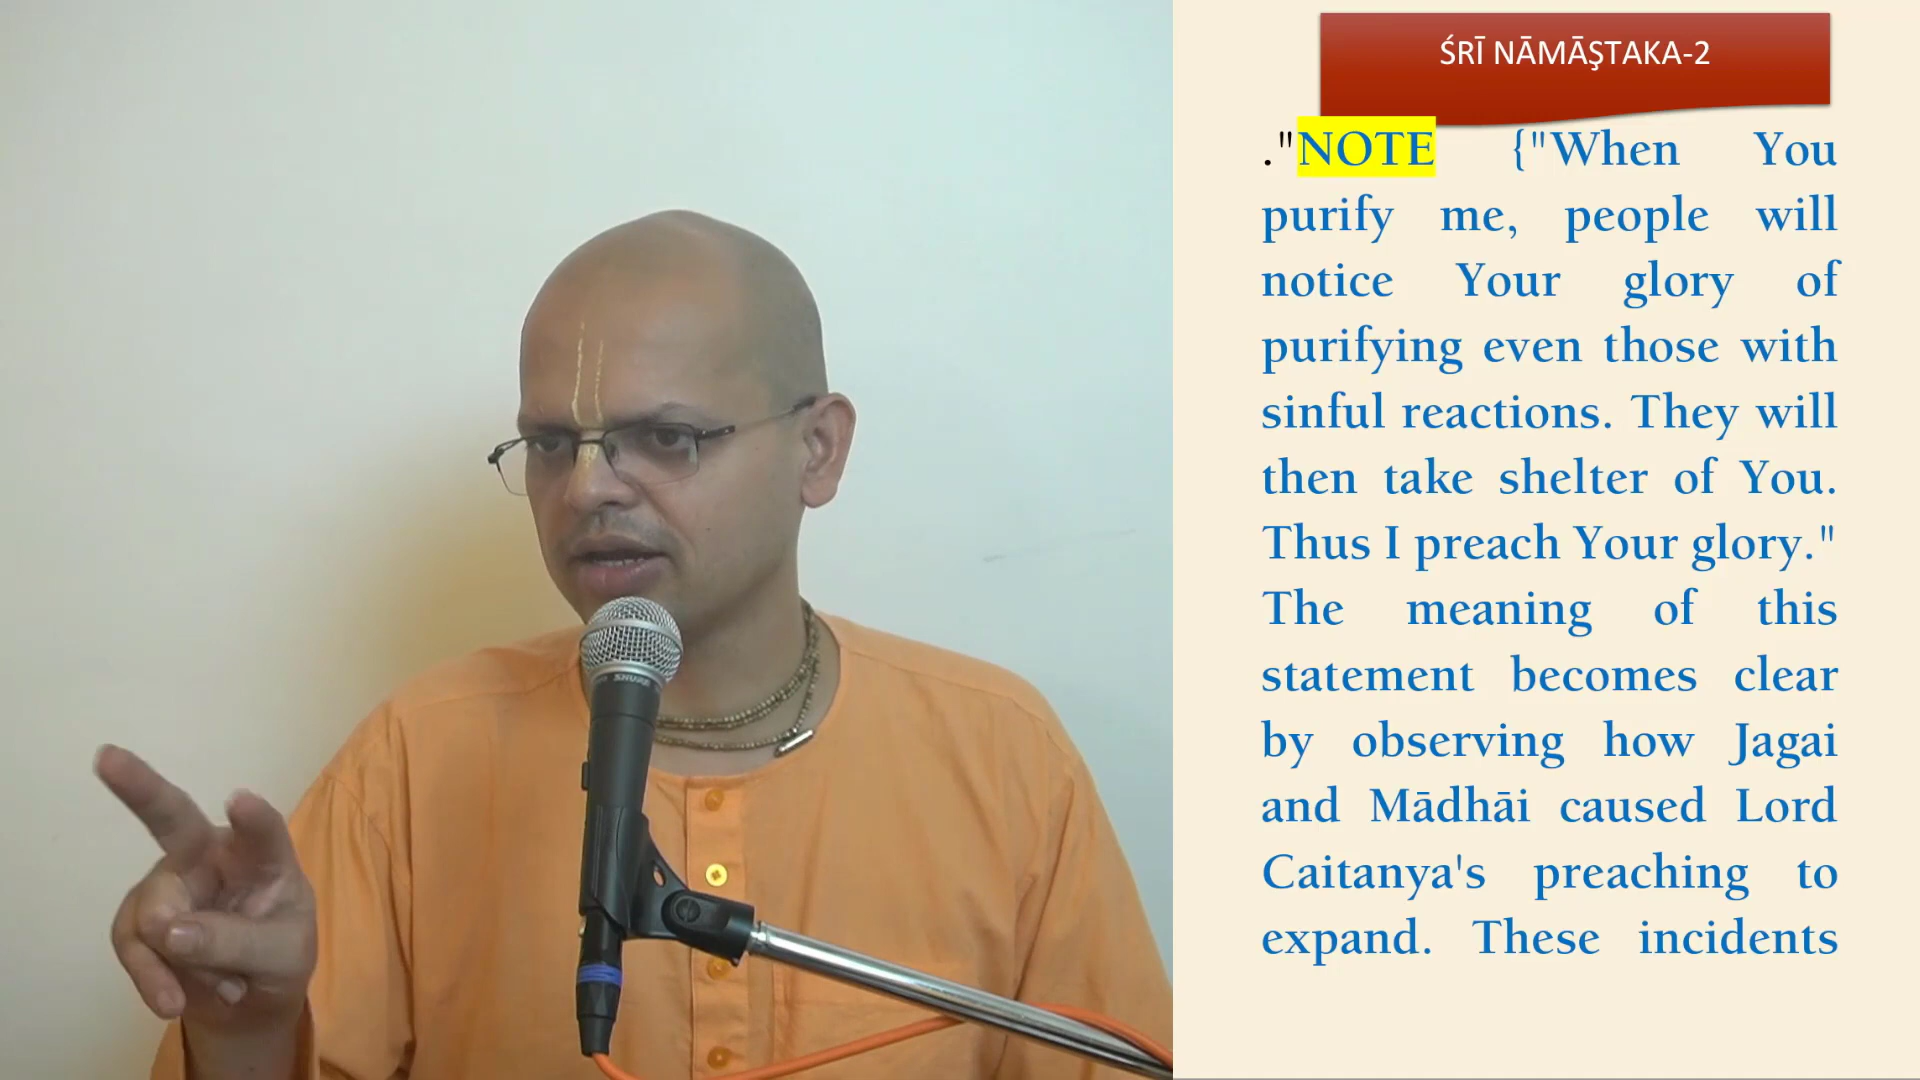 ŚRĪ NĀMĀŞTAKA-2
."NOTE {"When You
purify me, people will
notice Your glory of
purifying even those with
sinful reactions. They will
then take shelter of You.
Thus I preach Your glory."
The meaning of this
statement becomes clear
by observing how Jagai
and Mādhāi caused Lord
Caitanya's preaching to
expand. These incidents
SHURE